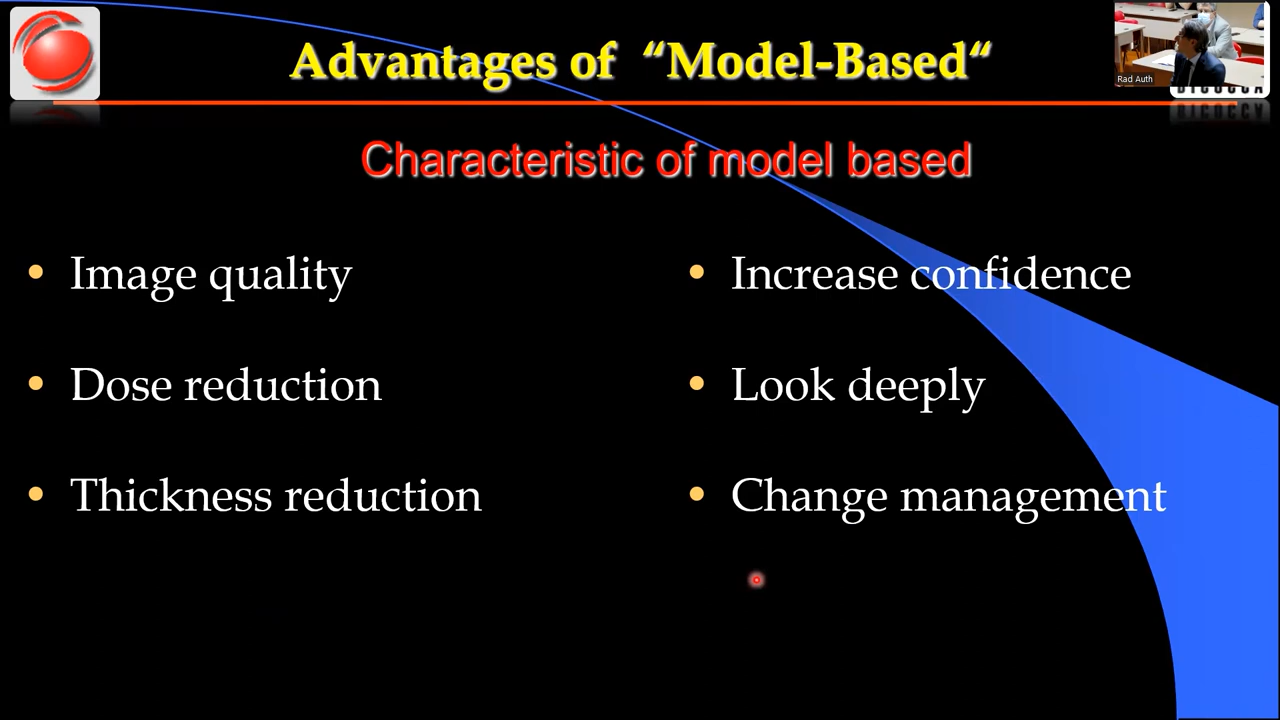 Advantages of “Model-Based“
Rad Auth
BICOCCA
Characteristic of model based
• Image quality
• Dose reduction
• Thickness reduction
• Increase confidence
• Look deeply
• Change management